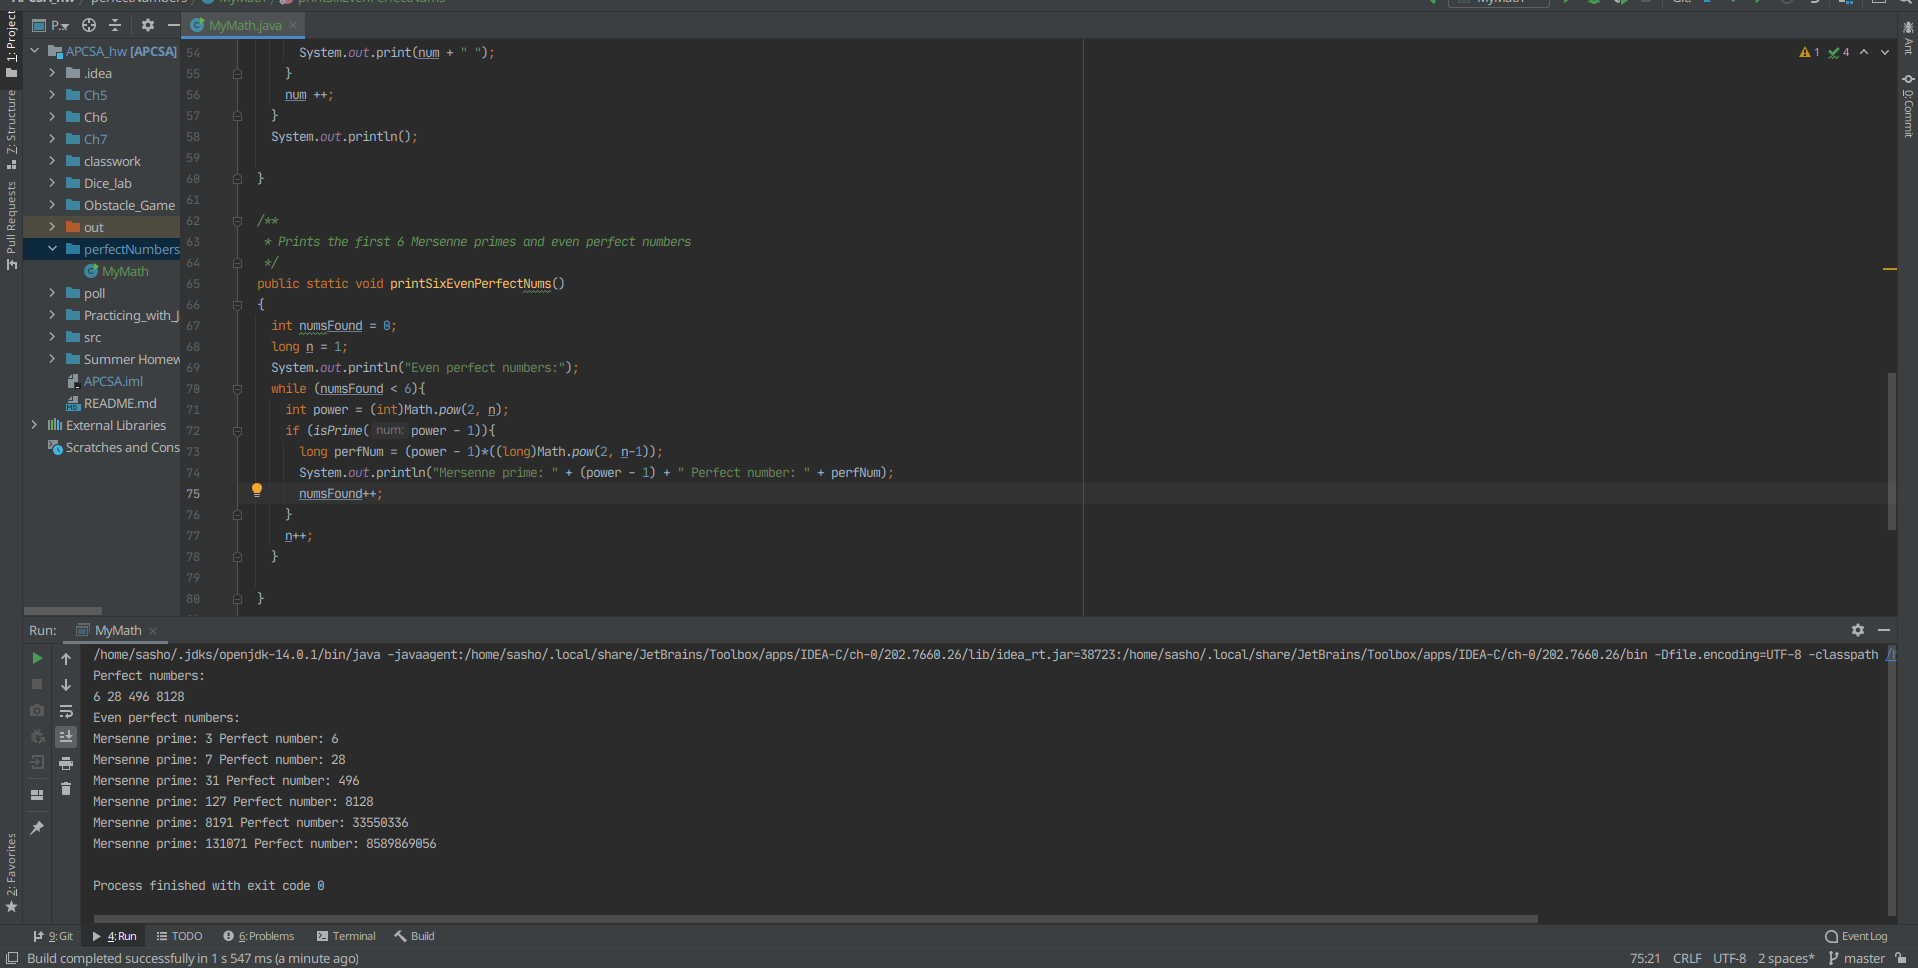 APCSA_hw perfectNumbers MyMath printSixEvenPerfectNums MyMath Git:
P..
MyMath.java
1: Project
7: Structure
Pull Requests
2: Favorites
APCSA_hw [APCSA]
.idea
Ch5
Ch6
Ch7
classwork
Dice_lab
Obstacle_Game
out
perfectNumbers
MyMath
poll
Practicing_with_J
src
Summer Homew
APCSA.iml
README.md
External Libraries
Scratches and Cons
1 4
Ant
0: Commit
54 System.out.print(num + " ");
55 }
56 num ++;
57 }
58 System.out.println();
59
60 }
61
62 /**
63 * Prints the first 6 Mersenne primes and even perfect numbers
64 */
65 public static void printSixEvenPerfectNums()
66 {
67 int numsFound = 0;
68 long n = 1;
69 System.out.println("Even perfect numbers:");
70 while (numsFound < 6){
71 int power = (int)Math.pow(2, n);
72 if (isPrime( num: power - 1)){
73 long perfNum = (power - 1)*((long)Math.pow(2, n-1));
74 System.out.println("Mersenne prime: " + (power - 1) + " Perfect number: " + perfNum);
75 numsFound++;
76 }
77 n++;
78 }
79
80 }
Run: MyMath
/home/sasho/.jdks/openjdk-14.0.1/bin/java -javaagent:/home/sasho/.local/share/JetBrains/Toolbox/apps/IDEA-C/ch-0/202.7660.26/lib/idea_rt.jar=38723:/home/sasho/.local/share/JetBrains/Toolbox/apps/IDEA-C/ch-0/202.7660.26/bin -Dfile.encoding=UTF-8 -classpath /h
Perfect numbers:
6 28 496 8128
Even perfect numbers:
Mersenne prime: 3 Perfect number: 6
Mersenne prime: 7 Perfect number: 28
Mersenne prime: 31 Perfect number: 496
Mersenne prime: 127 Perfect number: 8128
Mersenne prime: 8191 Perfect number: 33550336
Mersenne prime: 131071 Perfect number: 8589869056
Process finished with exit code 0
9: Git 4: Run TODO 6: Problems Terminal Build Event Log
Build completed successfully in 1 s 547 ms (a minute ago) 75:21 CRLF UTF-8 2 spaces* master